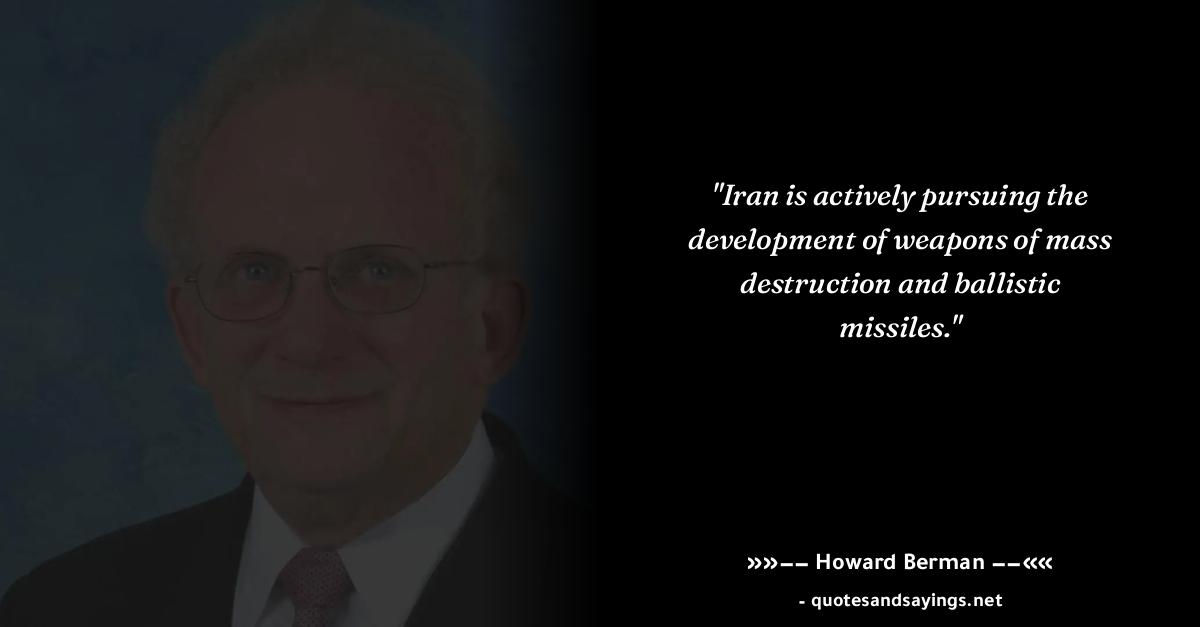 "Iran is actively pursuing the
development of weapons of mass
destruction and ballistic
missiles."
»»−− Howard Berman −−««
- quotesandsayings.net